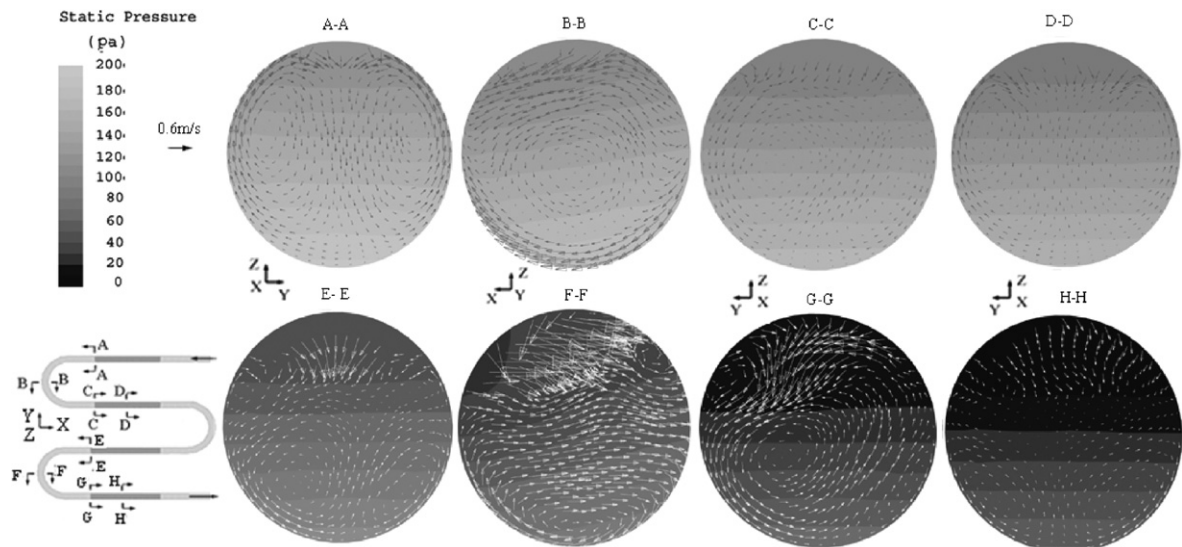 Static Pressure
(pa)
200
180
160
140
120
100
80
60
40
20
0
0.6m/s
A-A
B-B
C-C
D-D
Z
X
Y
Z
X
Y
Z
Y
X
Z
Y
X
E- E
F-F
G-G
H-H
A
A
B
B
C
D
C
D
Y
Z
X
E
E
F
F
G
H
G
H